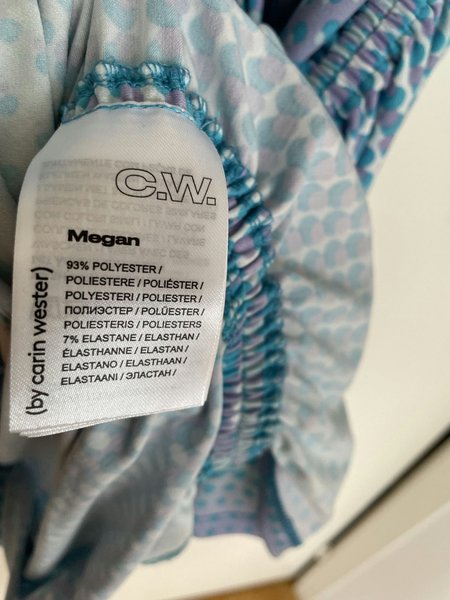 C.W.
Megan
93% POLYESTER /
POLIESTERE / POLIÉSTER /
POLYESTERI / POLIESTER /
ПОЛИЭСТЕР / POLÜESTER /
POLIESTERIS / POLIESTERS
7% ELASTANE / ELASTHAN /
ÉLASTHANNE / ELASTAN /
ELASTANO / ELASTHAAN /
ELASTAANI / ЭЛАСТАН /
(by carin wester)